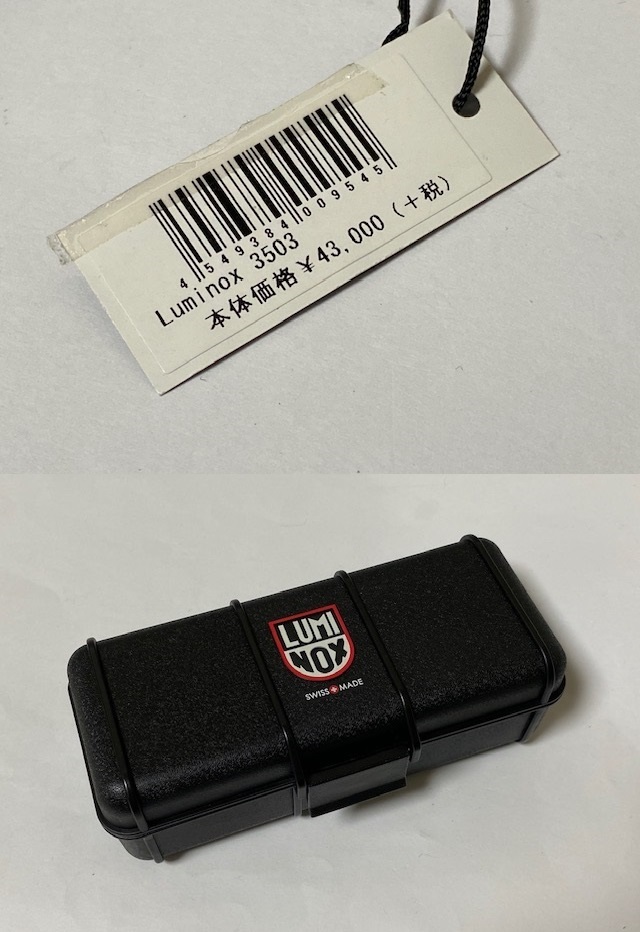 4 549384 009545
Luminox 3503
本体価格¥43,000 (+税)
LUMI
NOX
SWISS MADE